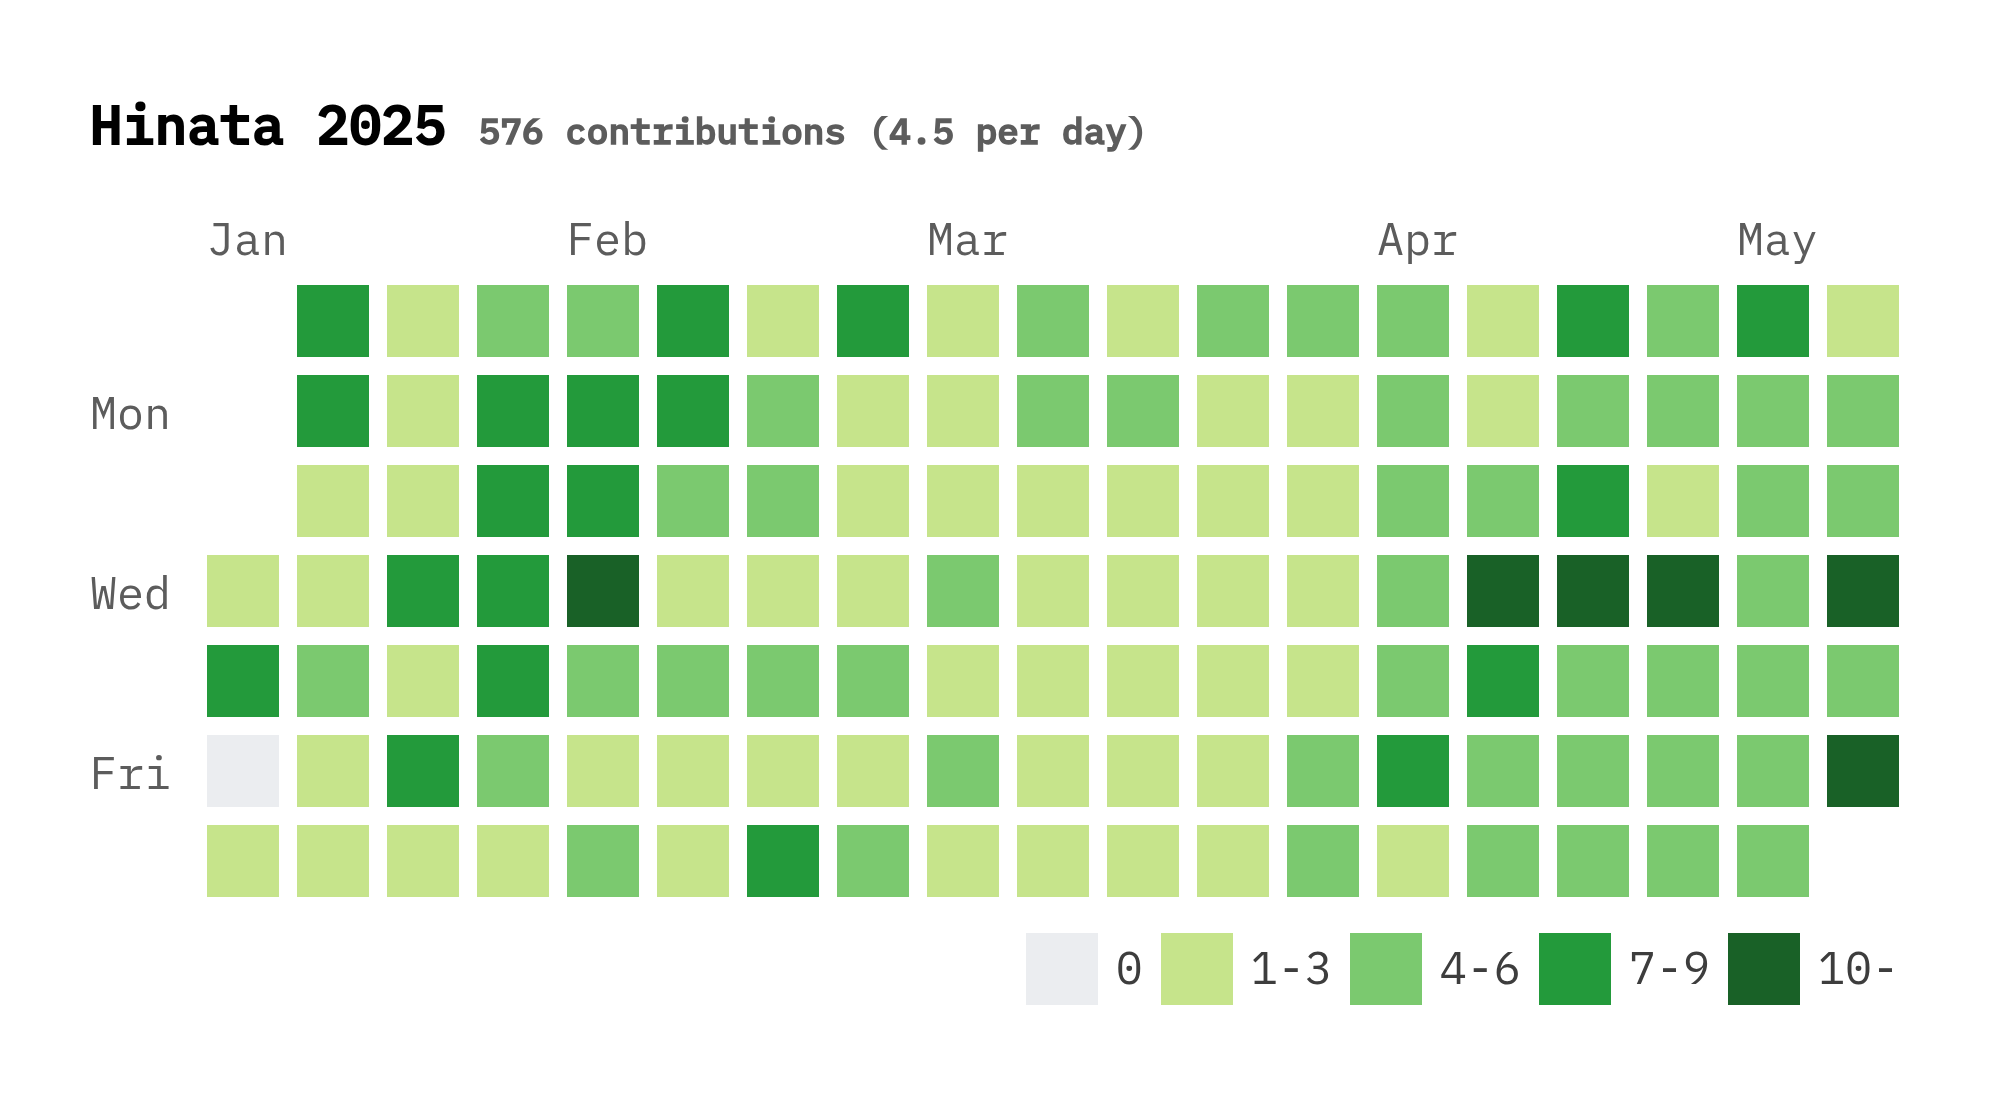 Hinata 2025 576 contributions (4.5 per day)
Jan Feb Mar Apr May
Mon
Wed
Fri
0 1-3 4-6 7-9 10-